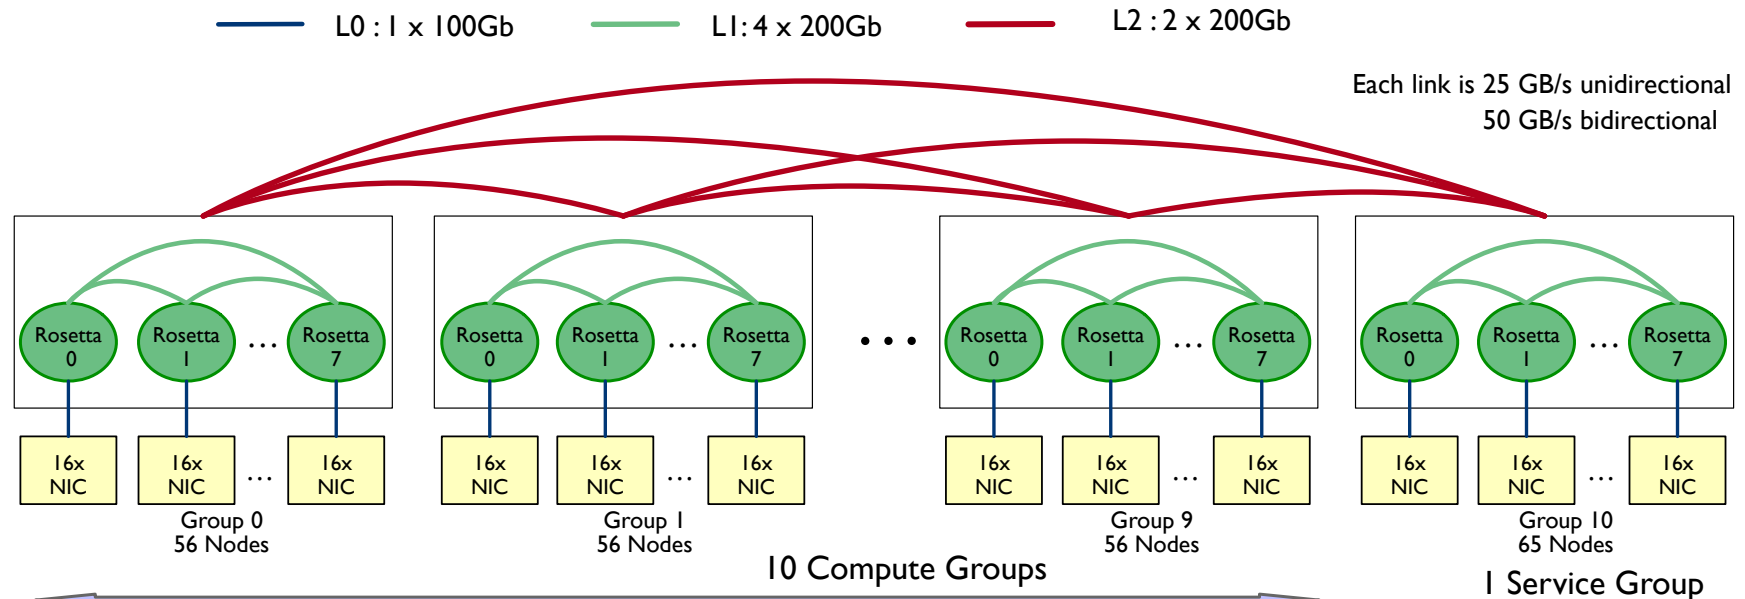 L0 : 1 x 100Gb
L1: 4 x 200Gb
L2 : 2 x 200Gb
Each link is 25 GB/s unidirectional
50 GB/s bidirectional
Rosetta 0
Rosetta 1
...
Rosetta 7
Rosetta 0
Rosetta 1
...
Rosetta 7
...
Rosetta 0
Rosetta 1
...
Rosetta 7
Rosetta 0
Rosetta 1
...
Rosetta 7
16x NIC
16x NIC
...
16x NIC
16x NIC
16x NIC
...
16x NIC
16x NIC
16x NIC
...
16x NIC
16x NIC
16x NIC
...
16x NIC
Group 0
56 Nodes
Group 1
56 Nodes
Group 9
56 Nodes
Group 10
65 Nodes
10 Compute Groups
1 Service Group